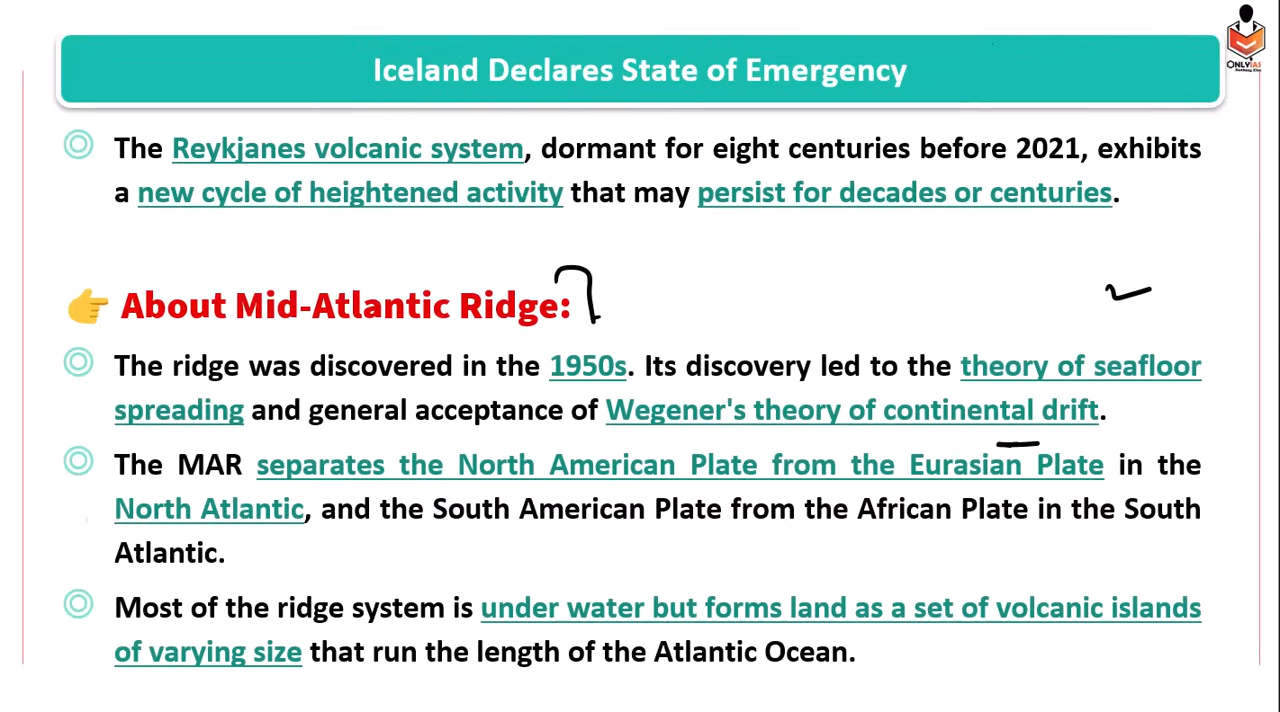 ONLYIAS
Nothing Else
Iceland Declares State of Emergency
The Reykjanes volcanic system, dormant for eight centuries before 2021, exhibits
a new cycle of heightened activity that may persist for decades or centuries.
About Mid-Atlantic Ridge:
The ridge was discovered in the 1950s. Its discovery led to the theory of seafloor
spreading and general acceptance of Wegener's theory of continental drift.
The MAR separates the North American Plate from the Eurasian Plate in the
North Atlantic, and the South American Plate from the African Plate in the South
Atlantic.
Most of the ridge system is under water but forms land as a set of volcanic islands
of varying size that run the length of the Atlantic Ocean.